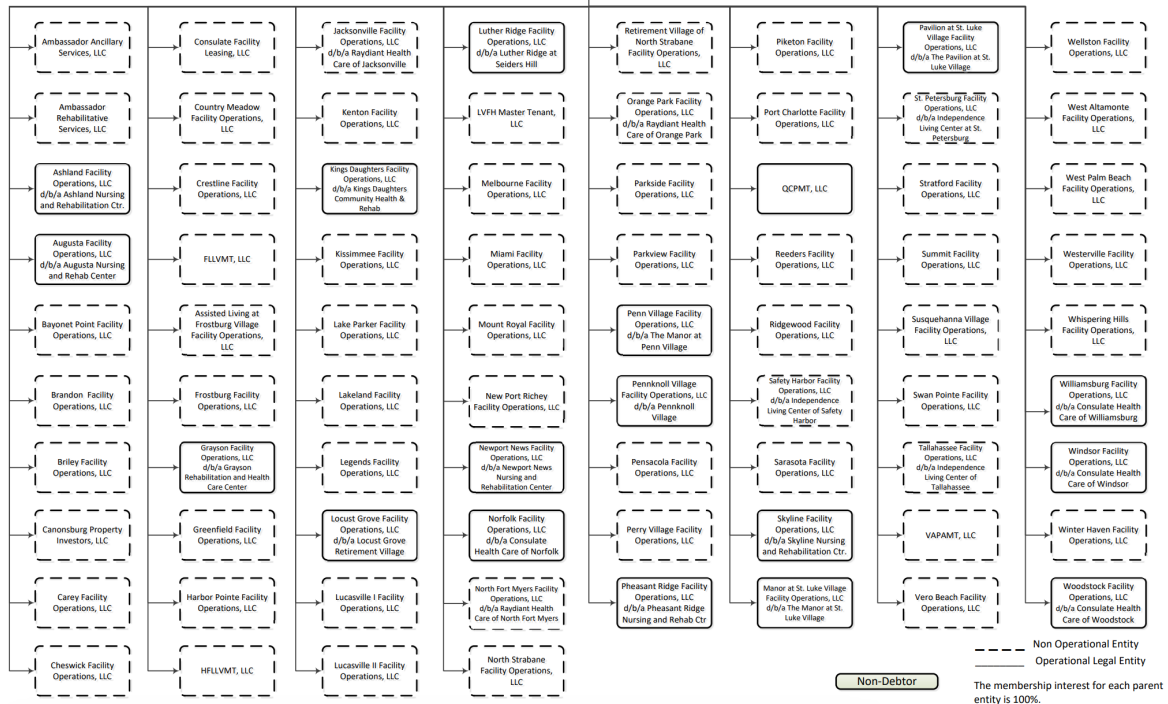 Ambassador Ancillary
Services, LLC
Ambassador
Rehabilitative
Services, LLC
Ashland Facility
Operations, LLC
d/b/a Ashland Nursing
and Rehabilitation Ctr.
Augusta Facility
Operations, LLC
d/b/a Augusta Nursing
and Rehab Center
Bayonet Point Facility
Operations, LLC
Brandon Facility
Operations, LLC
Briley Facility
Operations, LLC
Canonsburg Property
Investors, LLC
Carey Facility
Operations, LLC
Cheswick Facility
Operations, LLC
Consulate Facility
Leasing, LLC
Country Meadow
Facility Operations,
LLC
Crestline Facility
Operations, LLC
FLLVMT, LLC
Assisted Living at
Frostburg Village
Facility Operations,
LLC
Frostburg Facility
Operations, LLC
Grayson Facility
Operations, LLC
d/b/a Grayson
Rehabilitation and Health
Care Center
Greenfield Facility
Operations, LLC
Harbor Pointe Facility
Operations, LLC
HFLLVMT, LLC
Jacksonville Facility
Operations, LLC
d/b/a Raydiant Health
Care of Jacksonville
Kenton Facility
Operations, LLC
Kings Daughters Facility
Operations, LLC
d/b/a Kings Daughters
Community Health &
Rehab
Kissimmee Facility
Operations, LLC
Lake Parker Facility
Operations, LLC
Lakeland Facility
Operations, LLC
Legends Facility
Operations, LLC
Locust Grove Facility
Operations, LLC
d/b/a Locust Grove
Retirement Village
Lucasville I Facility
Operations, LLC
Lucasville II Facility
Operations, LLC
Luther Ridge Facility
Operations, LLC
d/b/a Luther Ridge at
Seiders Hill
LVFH Master Tenant,
LLC
Melbourne Facility
Operations, LLC
Miami Facility
Operations, LLC
Mount Royal Facility
Operations, LLC
New Port Richey
Facility Operations, LLC
Newport News Facility
Operations, LLC
d/b/a Newport News
Nursing and
Rehabilitation Center
Norfolk Facility
Operations, LLC
d/b/a Consulate
Health Care of Norfolk
North Fort Myers Facility
Operations, LLC
d/b/a Raydiant Health
Care of North Fort Myers
North Strabane
Facility Operations,
LLC
Retirement Village of
North Strabane
Facility Operations,
LLC
Orange Park Facility
Operations, LLC
d/b/a Raydiant Health
Care of Orange Park
Parkside Facility
Operations, LLC
Parkview Facility
Operations, LLC
Penn Village Facility
Operations, LLC
d/b/a The Manor at
Penn Village
Pennknoll Village
Facility Operations, LLC
d/b/a Pennknoll
Village
Pensacola Facility
Operations, LLC
Perry Village Facility
Operations, LLC
Pheasant Ridge Facility
Operations, LLC
d/b/a Pheasant Ridge
Nursing and Rehab Ctr
Piketon Facility
Operations, LLC
Port Charlotte Facility
Operations, LLC
QCPMT, LLC
Reeders Facility
Operations, LLC
Ridgewood Facility
Operations, LLC
Safety Harbor Facility
Operations, LLC
d/b/a Independence
Living Center of Safety
Harbor
Sarasota Facility
Operations, LLC
Skyline Facility
Operations, LLC
d/b/a Skyline Nursing
and Rehabilitation Ctr.
Manor at St. Luke Village
Facility Operations, LLC
d/b/a The Manor at St.
Luke Village
Pavilion at St. Luke
Village Facility
Operations, LLC
d/b/a The Pavilion at St.
Luke Village
St. Petersburg Facility
Operations, LLC
d/b/a Independence
Living Center at St.
Petersburg
Stratford Facility
Operations, LLC
Summit Facility
Operations, LLC
Susquehanna Village
Facility Operations,
LLC
Swan Pointe Facility
Operations, LLC
Tallahassee Facility
Operations, LLC
d/b/a Independence
Living Center of
Tallahassee
VAPAMT, LLC
Vero Beach Facility
Operations, LLC
Wellston Facility
Operations, LLC
West Altamonte
Facility Operations,
LLC
West Palm Beach
Facility Operations,
LLC
Westerville Facility
Operations, LLC
Whispering Hills
Facility Operations,
LLC
Williamsburg Facility
Operations, LLC
d/b/a Consulate Health
Care of Williamsburg
Windsor Facility
Operations, LLC
d/b/a Consulate Health
Care of Windsor
Winter Haven Facility
Operations, LLC
Woodstock Facility
Operations, LLC
d/b/a Consulate Health
Care of Woodstock
Non Operational Entity
Operational Legal Entity
Non-Debtor
The membership interest for each parent
entity is 100%.